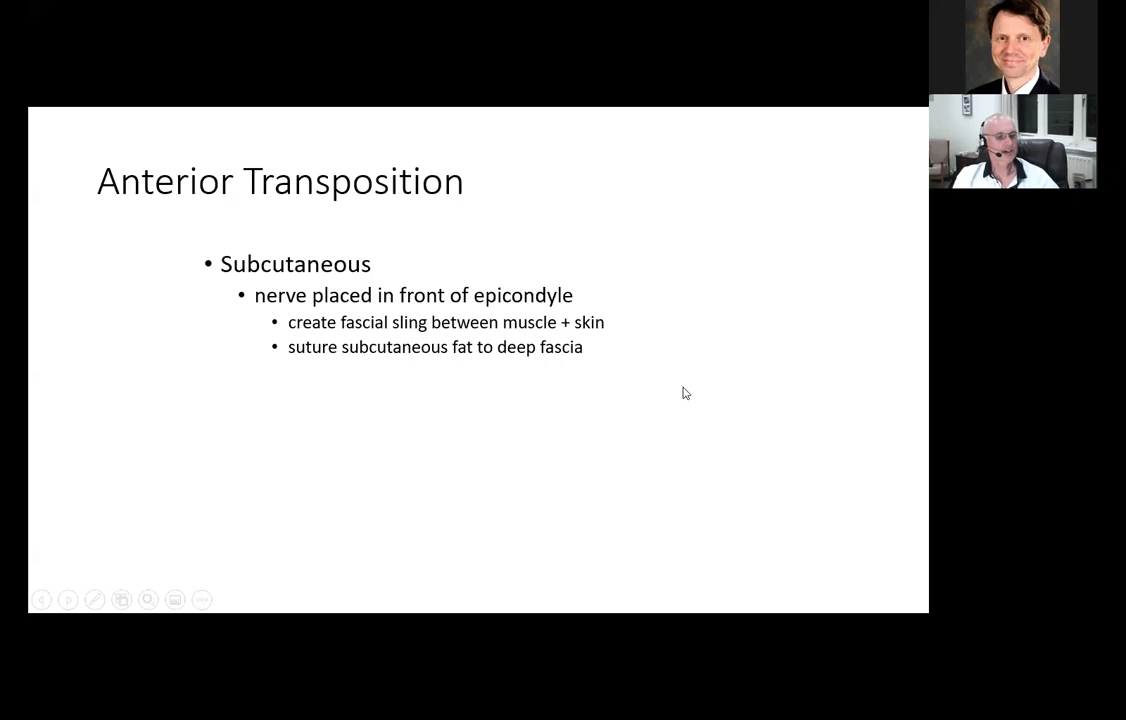 Anterior Transposition
• Subcutaneous
• nerve placed in front of epicondyle
• create fascial sling between muscle + skin
• suture subcutaneous fat to deep fascia